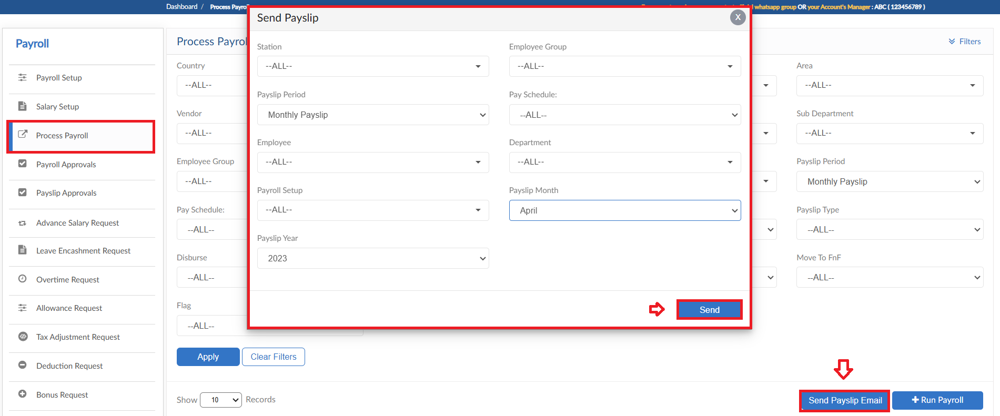 Dashboard / Process Payroll
whatsapp group OR your Account's Manager : ABC ( 123456789 )
Payroll
Payroll Setup
Salary Setup
Process Payroll
Payroll Approvals
Payslip Approvals
Advance Salary Request
Leave Encashment Request
Overtime Request
Allowance Request
Tax Adjustment Request
Deduction Request
Bonus Request
Process Payrol
Filters
Country
--ALL--
Vendor
--ALL--
Employee Group
--ALL--
Pay Schedule:
--ALL--
Disburse
--ALL--
Flag
--ALL--
Apply
Clear Filters
Show 10 Records
Send Payslip
X
Station
--ALL--
Employee Group
--ALL--
Payslip Period
Monthly Payslip
Pay Schedule:
--ALL--
Employee
--ALL--
Department
--ALL--
Payroll Setup
--ALL--
Payslip Month
April
Payslip Year
2023
Send
Area
--ALL--
Sub Department
--ALL--
Payslip Period
Monthly Payslip
Payslip Type
--ALL--
Move To FnF
--ALL--
Send Payslip Email
+ Run Payroll